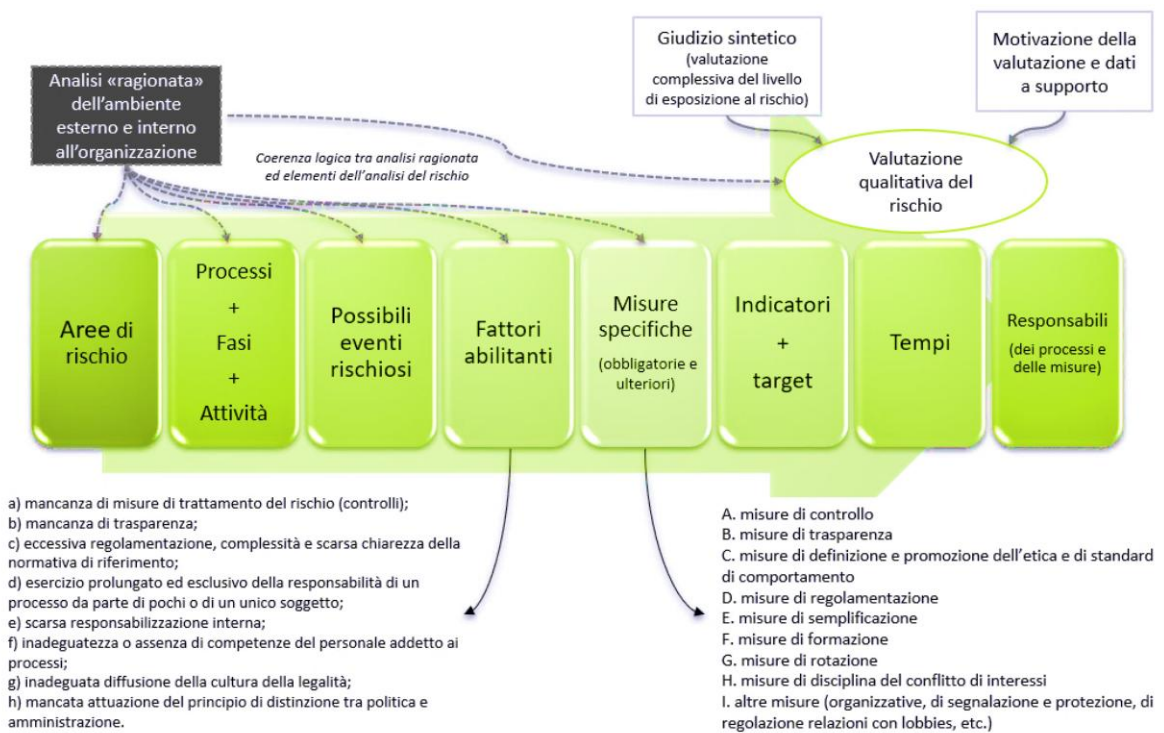 Giudizio sintetico
(valutazione
complessiva del livello
di esposizione al rischio)
Motivazione della
valutazione e dati
a supporto
Analisi «ragionata»
dell'ambiente
esterno e interno
all'organizzazione
Coerenza logica tra analisi ragionata
ed elementi dell'analisi del rischio
Valutazione
qualitativa del
rischio
Aree di
rischio
Processi
+
Fasi
+
Attività
Possibili
eventi
rischiosi
Fattori
abilitanti
Misure
specifiche
(obbligatorie e
ulteriori)
Indicatori
+
target
Tempi
Responsabili
(dei processi e
delle misure)
a) mancanza di misure di trattamento del rischio (controlli);
b) mancanza di trasparenza;
c) eccessiva regolamentazione, complessità e scarsa chiarezza della
normativa di riferimento;
d) esercizio prolungato ed esclusivo della responsabilità di un
processo da parte di pochi o di un unico soggetto;
e) scarsa responsabilizzazione interna;
f) inadeguatezza o assenza di competenze del personale addetto ai
processi;
g) inadeguata diffusione della cultura della legalità;
h) mancata attuazione del principio di distinzione tra politica e
amministrazione.
A. misure di controllo
B. misure di trasparenza
C. misure di definizione e promozione dell'etica e di standard
di comportamento
D. misure di regolamentazione
E. misure di semplificazione
F. misure di formazione
G. misure di rotazione
H. misure di disciplina del conflitto di interessi
I. altre misure (organizzative, di segnalazione e protezione, di
regolazione relazioni con lobbies, etc.)